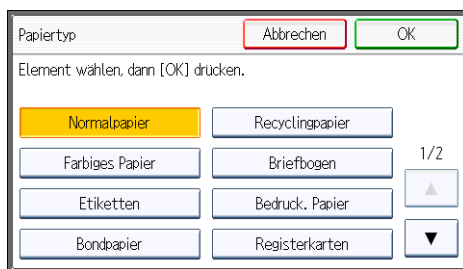 Papiertyp Abbrechen OK
Element wählen, dann [OK] drücken.
Normalpapier Recyclingpapier
Farbiges Papier Briefbogen 1/2
Etiketten Bedruck. Papier ▲
Bondpapier Registerkarten ▼